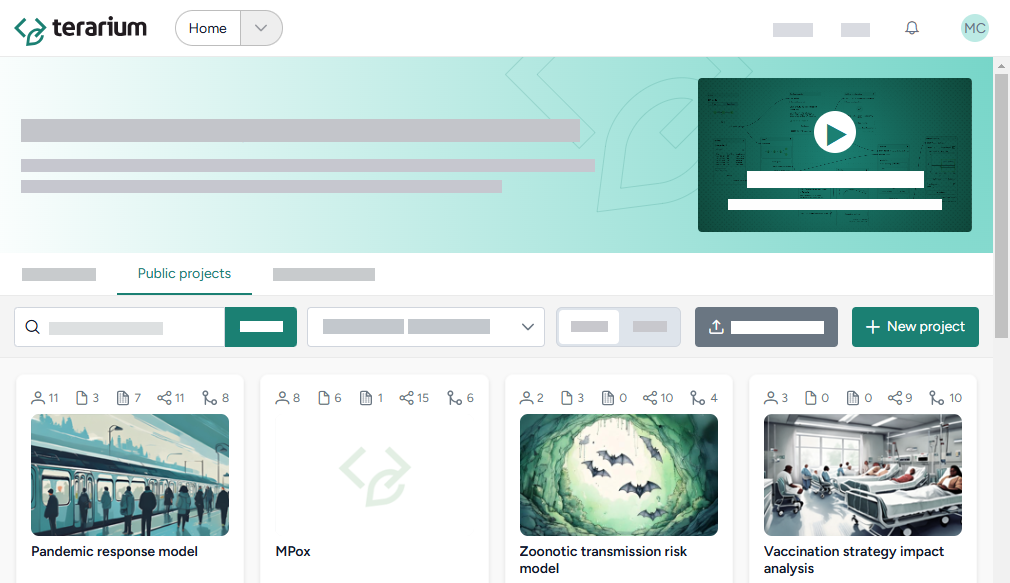 terarium
Home
MC
Public projects
New project
11 3 7 11 8
8 6 1 15 6
2 3 0 10 4
3 0 0 9 10
Pandemic response model
MPox
Zoonotic transmission risk
model
Vaccination strategy impact
analysis